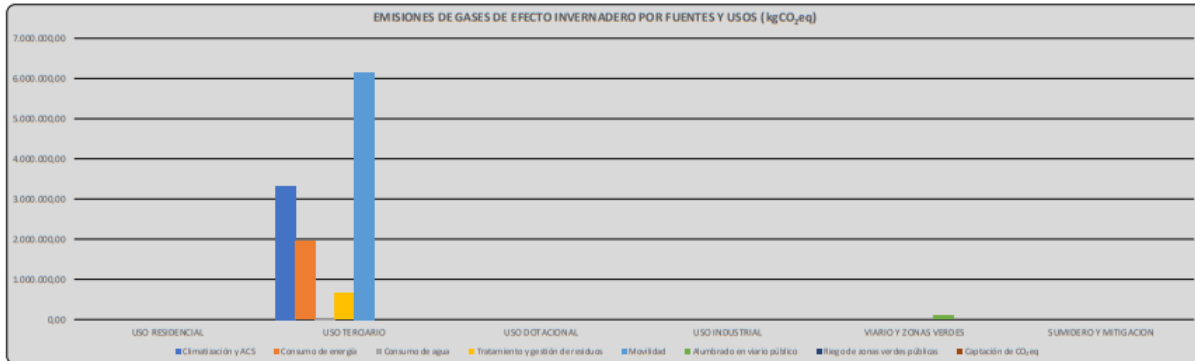 EMISIONES DE GASES DE EFECTO INVERNADERO POR FUENTES Y USOS (kgCO₂eq)
7.000.000,00
6.000.000,00
5.000.000,00
4.000.000,00
3.000.000,00
2.000.000,00
1.000.000,00
0,00
USO RESIDENCIAL USO TERCIARIO USO DOTACIONAL USO INDUSTRIAL VIARIO Y ZONAS VERDES SUMIDERO Y MITIGACION
Climatización y ACS Consumo de energía Consumo de agua Tratamiento y gestión de residuos Movilidad Alumbrado en viario público Riego de zonas verdes públicas Captación de CO₂eq